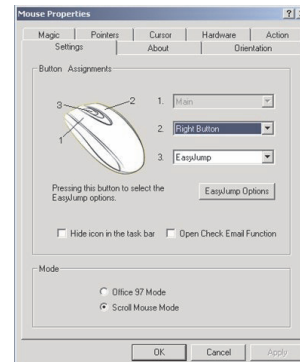 Mouse Properties
Magic Pointers Cursor Hardware Action
Settings About Orientation
Button Assignments
3 2 1
1. Main
2. Right Button
3. EasyJump
Pressing this button to select the
EasyJump options.
EasyJump Options
Hide icon in the task bar Open Check Email Function
Mode
Office 97 Mode
Scroll Mouse Mode
OK Cancel Apply